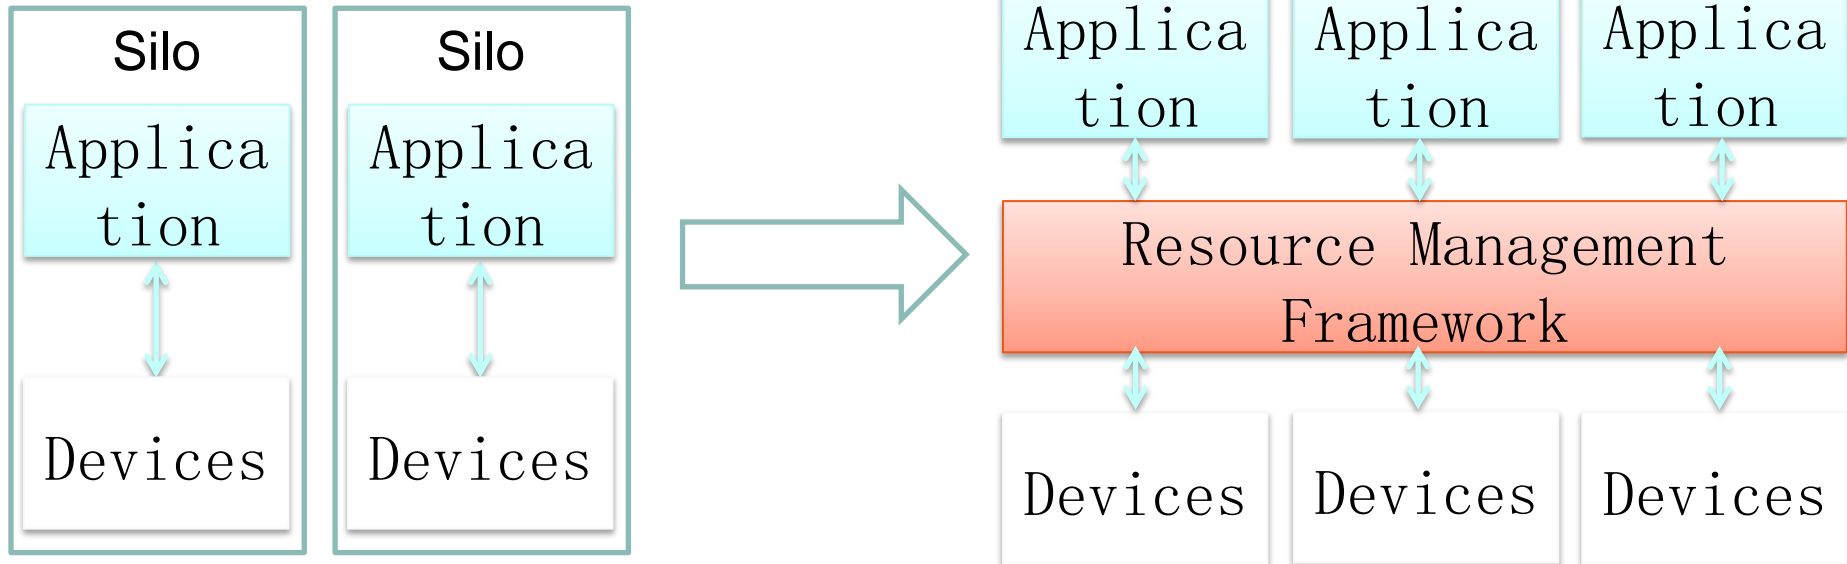 Silo
Applica
tion
Devices
Silo
Applica
tion
Devices
Applica
tion
Applica
tion
Applica
tion
Resource Management
Framework
Devices
Devices
Devices